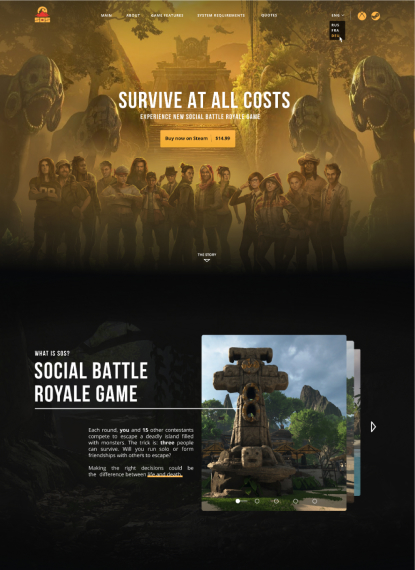 SOS
MAIN
ABOUT
GAME FEATURES
SYSTEM REQUIREMENTS
QUOTES
ENG
RUS
FRA
SURVIVE AT ALL COSTS
EXPERIENCE NEW SOCIAL BATTLE ROYALE GAME
Buy now on Steam | $14.99
THE STORY
WHAT IS SOS?
SOCIAL BATTLE
ROYALE GAME
Each round, you and 15 other contestants
compete to escape a deadly island filled
with monsters. The trick is: three people
can survive. Will you run solo or form
friendships with others to escape?
Making the right decisions could be
the difference between life and death.